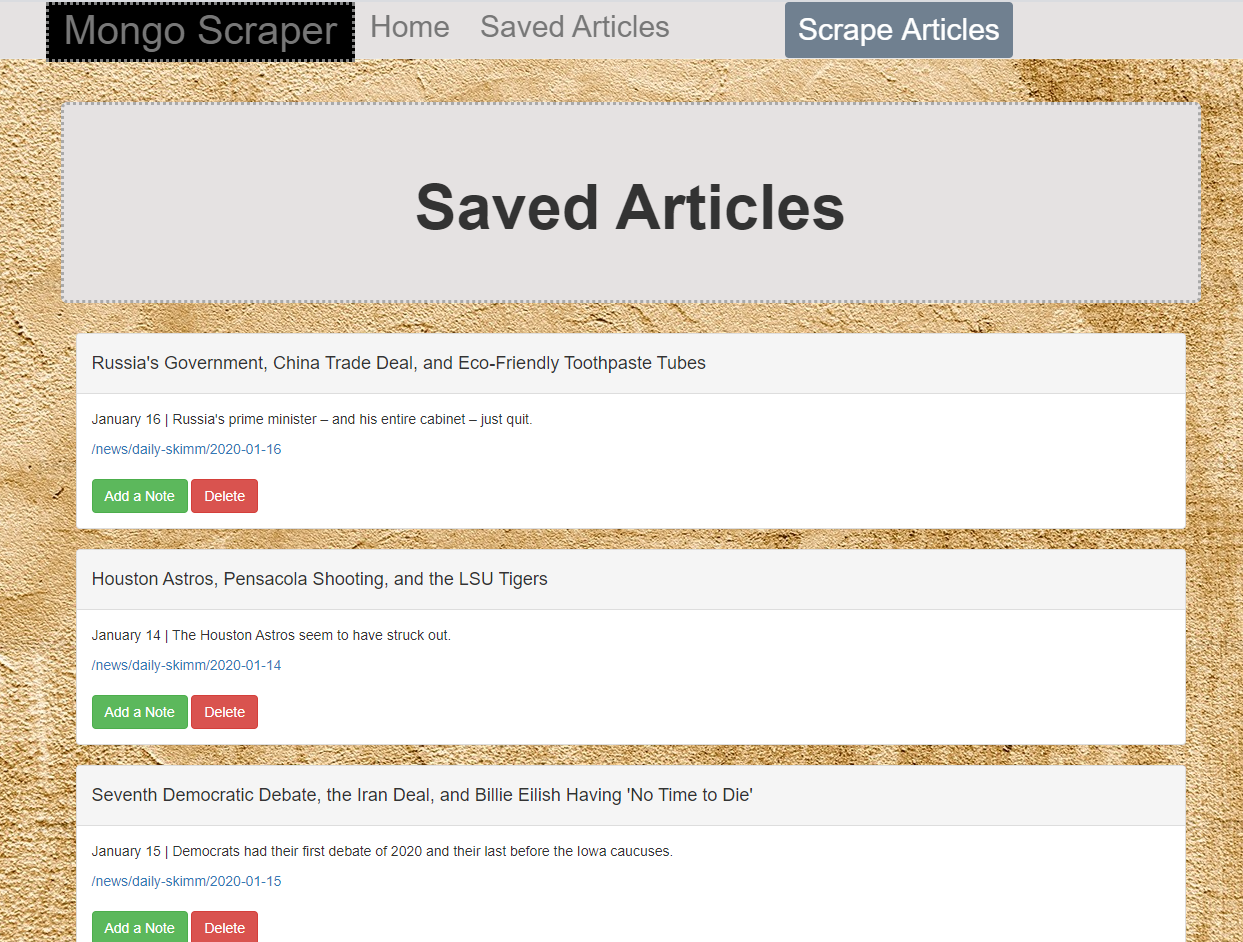 Mongo Scraper Home Saved Articles Scrape Articles
Saved Articles
Russia's Government, China Trade Deal, and Eco-Friendly Toothpaste Tubes
January 16 | Russia's prime minister – and his entire cabinet – just quit.
/news/daily-skimm/2020-01-16
Add a Note Delete
Houston Astros, Pensacola Shooting, and the LSU Tigers
January 14 | The Houston Astros seem to have struck out.
/news/daily-skimm/2020-01-14
Add a Note Delete
Seventh Democratic Debate, the Iran Deal, and Billie Eilish Having 'No Time to Die'
January 15 | Democrats had their first debate of 2020 and their last before the Iowa caucuses.
/news/daily-skimm/2020-01-15
Add a Note Delete